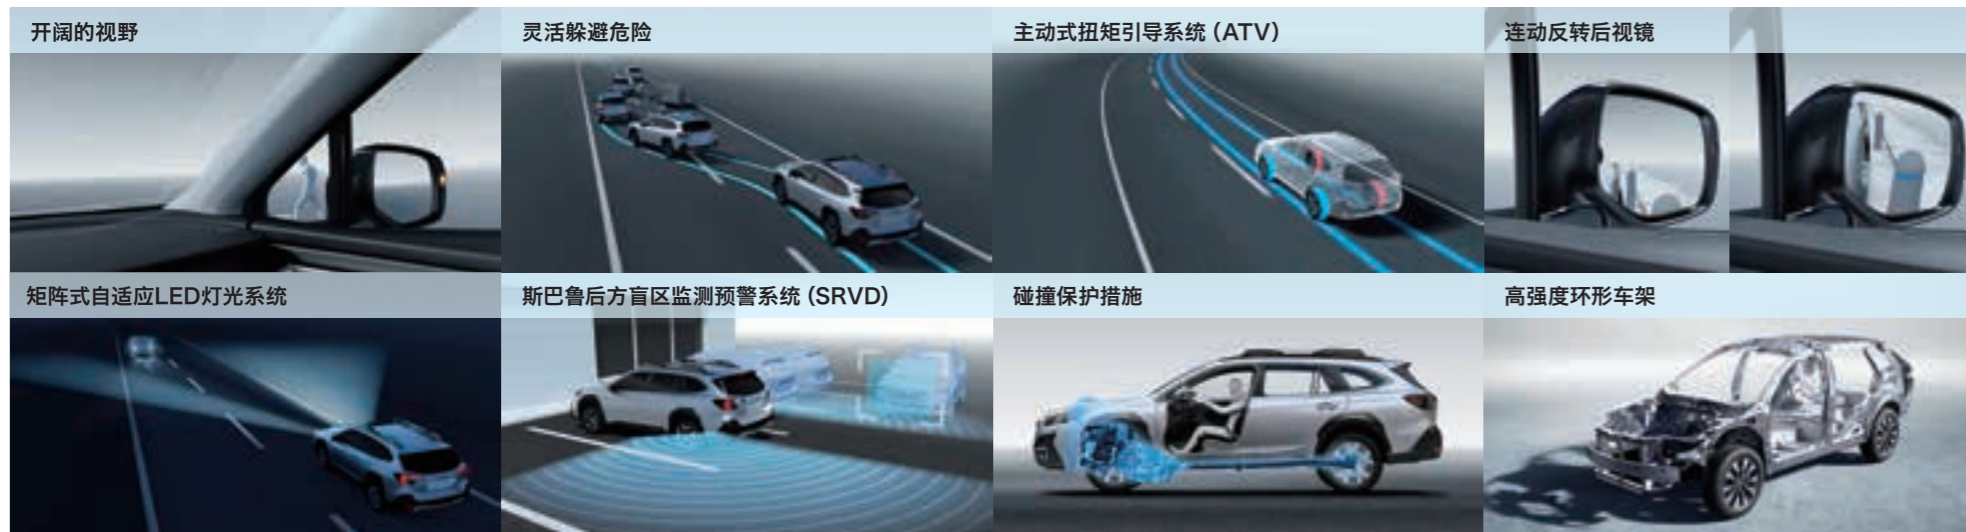 开阔的视野
灵活躲避危险
主动式扭矩引导系统 (ATV)
连动反转后视镜
矩阵式自适应LED灯光系统
斯巴鲁后方盲区监测预警系统 (SRVD)
碰撞保护措施
高强度环形车架